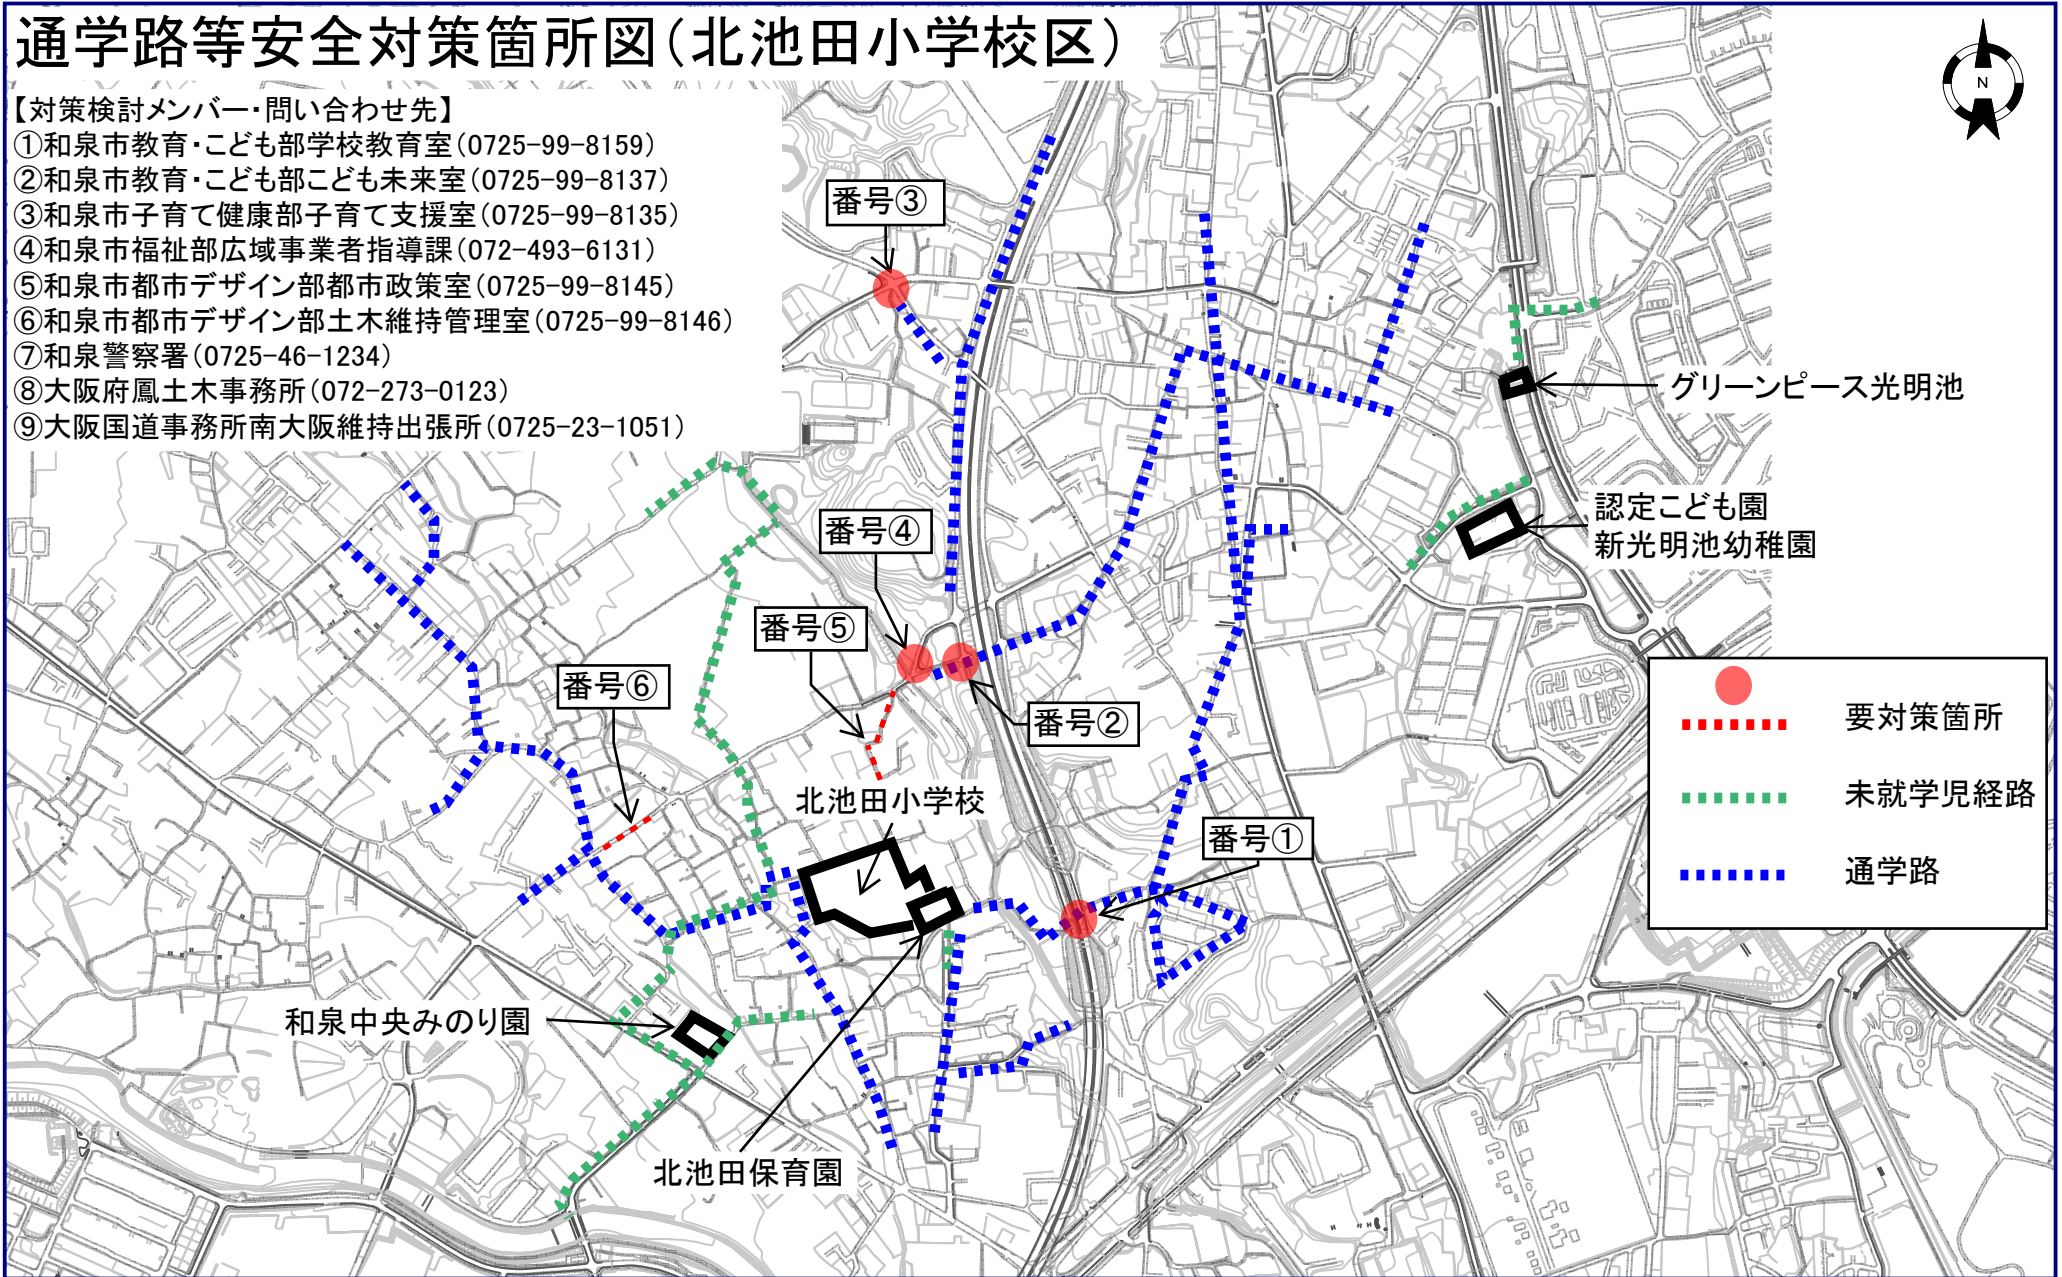 通学路等安全対策箇所図(北池田小学校区)
N
【対策検討メンバー・問い合わせ先】
①和泉市教育・こども部学校教育室(0725-99-8159)
②和泉市教育・こども部こども未来室(0725-99-8137)
③和泉市子育て健康部子育て支援室(0725-99-8135)
④和泉市福祉部広域事業者指導課(072-493-6131)
⑤和泉市都市デザイン部都市政策室(0725-99-8145)
⑥和泉市都市デザイン部土木維持管理室(0725-99-8146)
⑦和泉警察署(0725-46-1234)
⑧大阪府鳳土木事務所(072-273-0123)
⑨大阪国道事務所南大阪維持出張所(0725-23-1051)
番号③
グリーンピース光明池
認定こども園
新光明池幼稚園
番号④
番号⑤
番号⑥
番号②
北池田小学校
番号①
和泉中央みのり園
北池田保育園
要対策箇所
未就学児経路
通学路